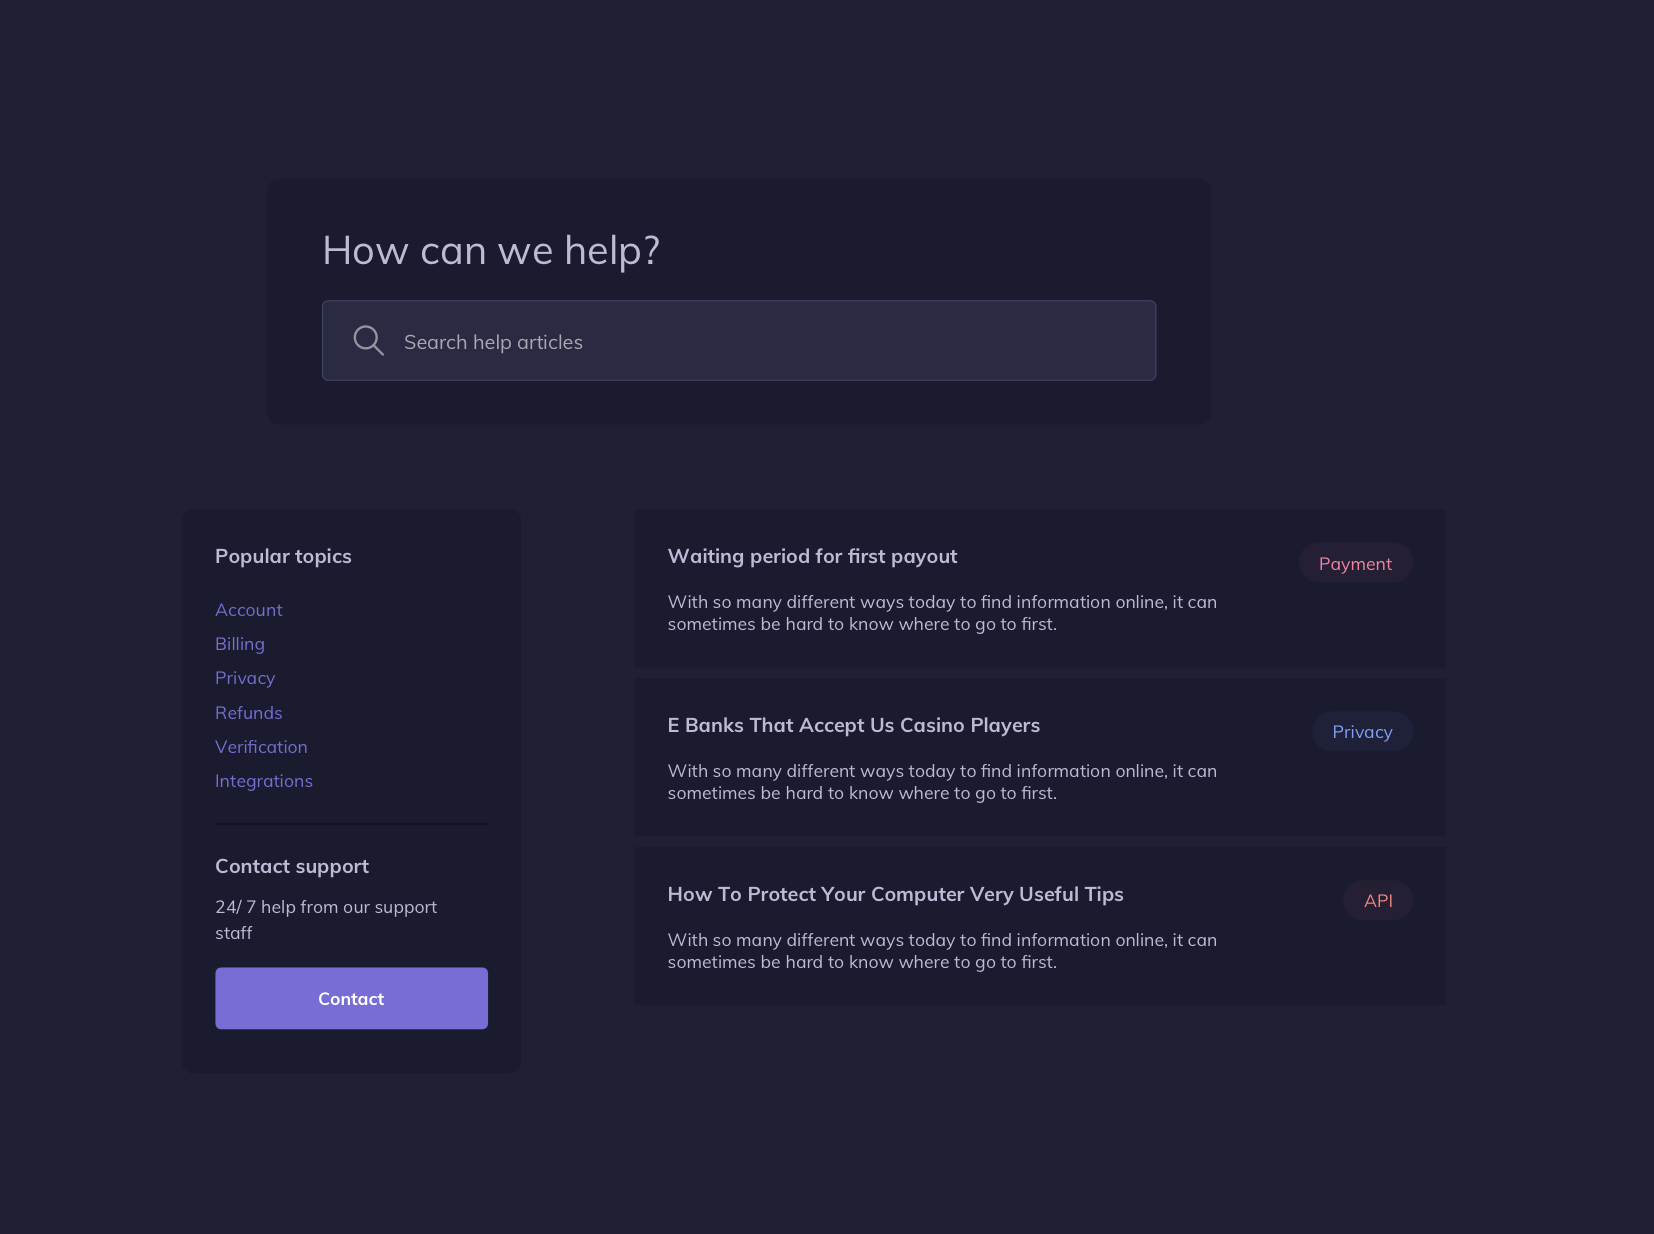 How can we help?
Search help articles
Popular topics
Account
Billing
Privacy
Refunds
Verification
Integrations
Contact support
24/ 7 help from our support
staff
Contact
Waiting period for first payout
Payment
With so many different ways today to find information online, it can
sometimes be hard to know where to go to first.
E Banks That Accept Us Casino Players
Privacy
With so many different ways today to find information online, it can
sometimes be hard to know where to go to first.
How To Protect Your Computer Very Useful Tips
API
With so many different ways today to find information online, it can
sometimes be hard to know where to go to first.